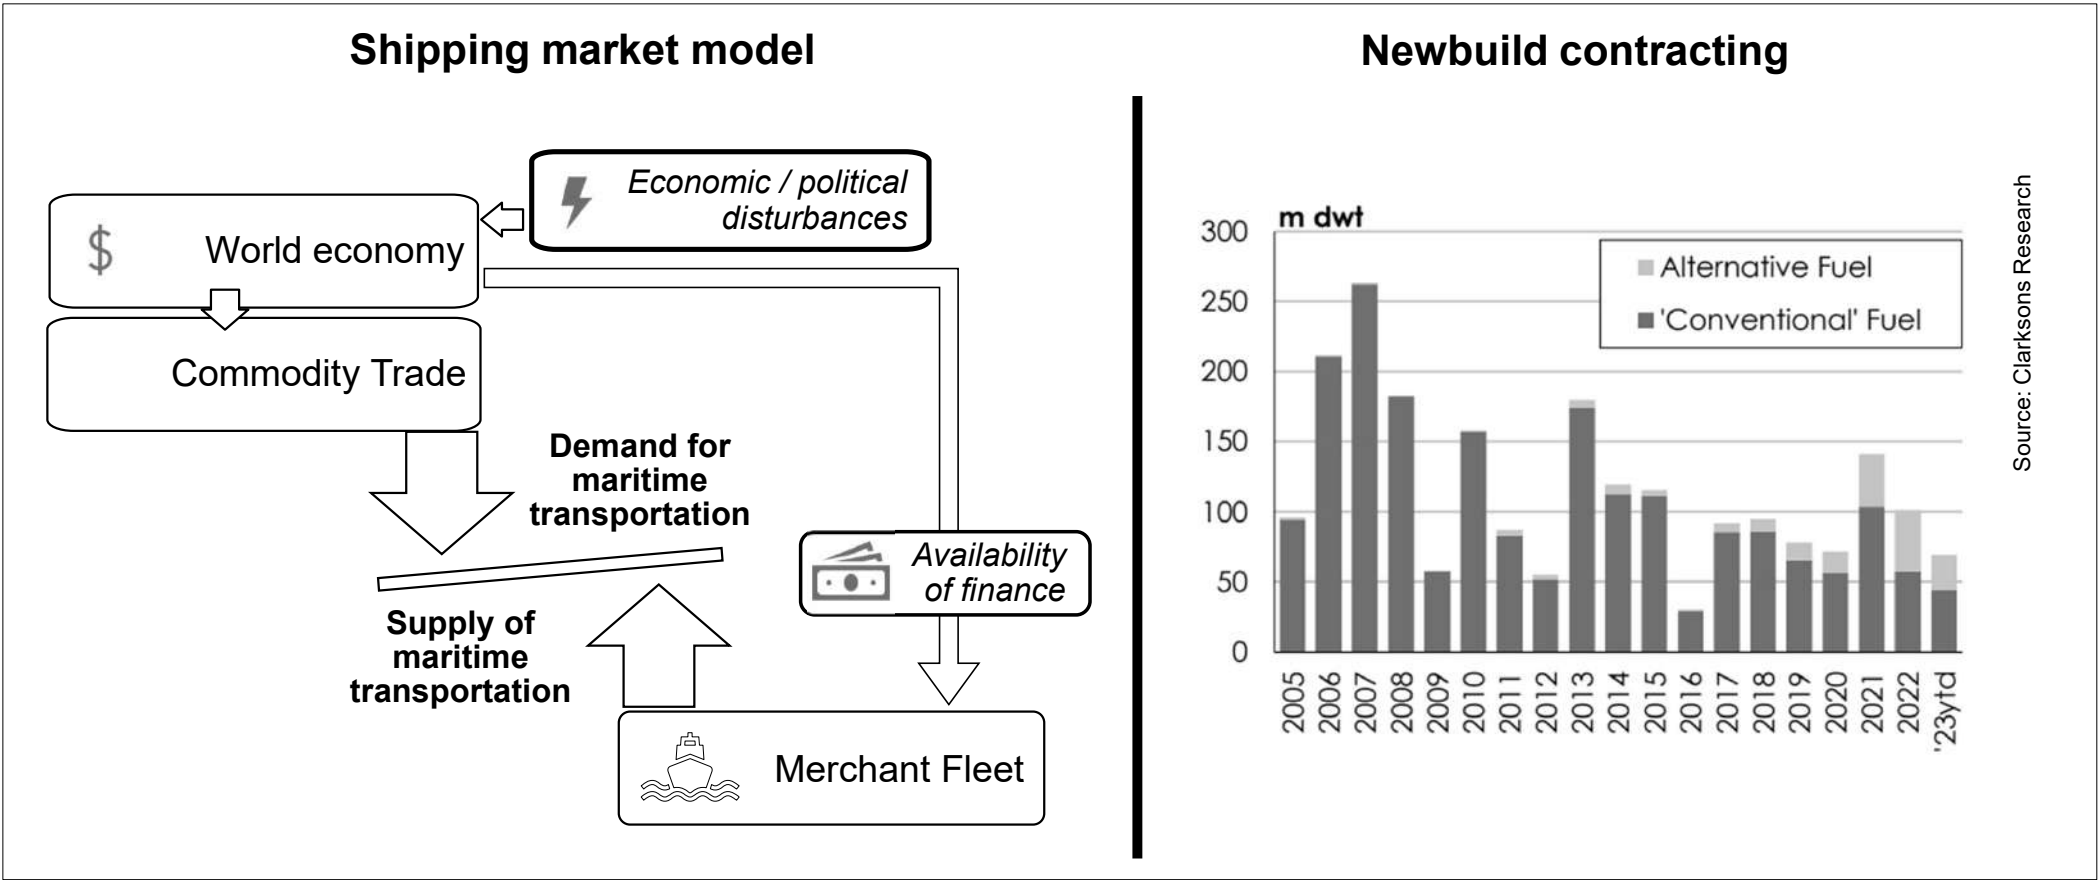 Shipping market model
Economic / political
disturbances
$
World economy
Commodity Trade
Demand for
maritime
transportation
Availability
of finance
Supply of
maritime
transportation
Merchant Fleet
Newbuild contracting
m dwt
300
250
200
150
100
50
0
Alternative Fuel
'Conventional' Fuel
2005
2006
2007
2008
2009
2010
2011
2012
2013
2014
2015
2016
2017
2018
2019
2020
2021
2022
'23ytd
Source: Clarksons Research